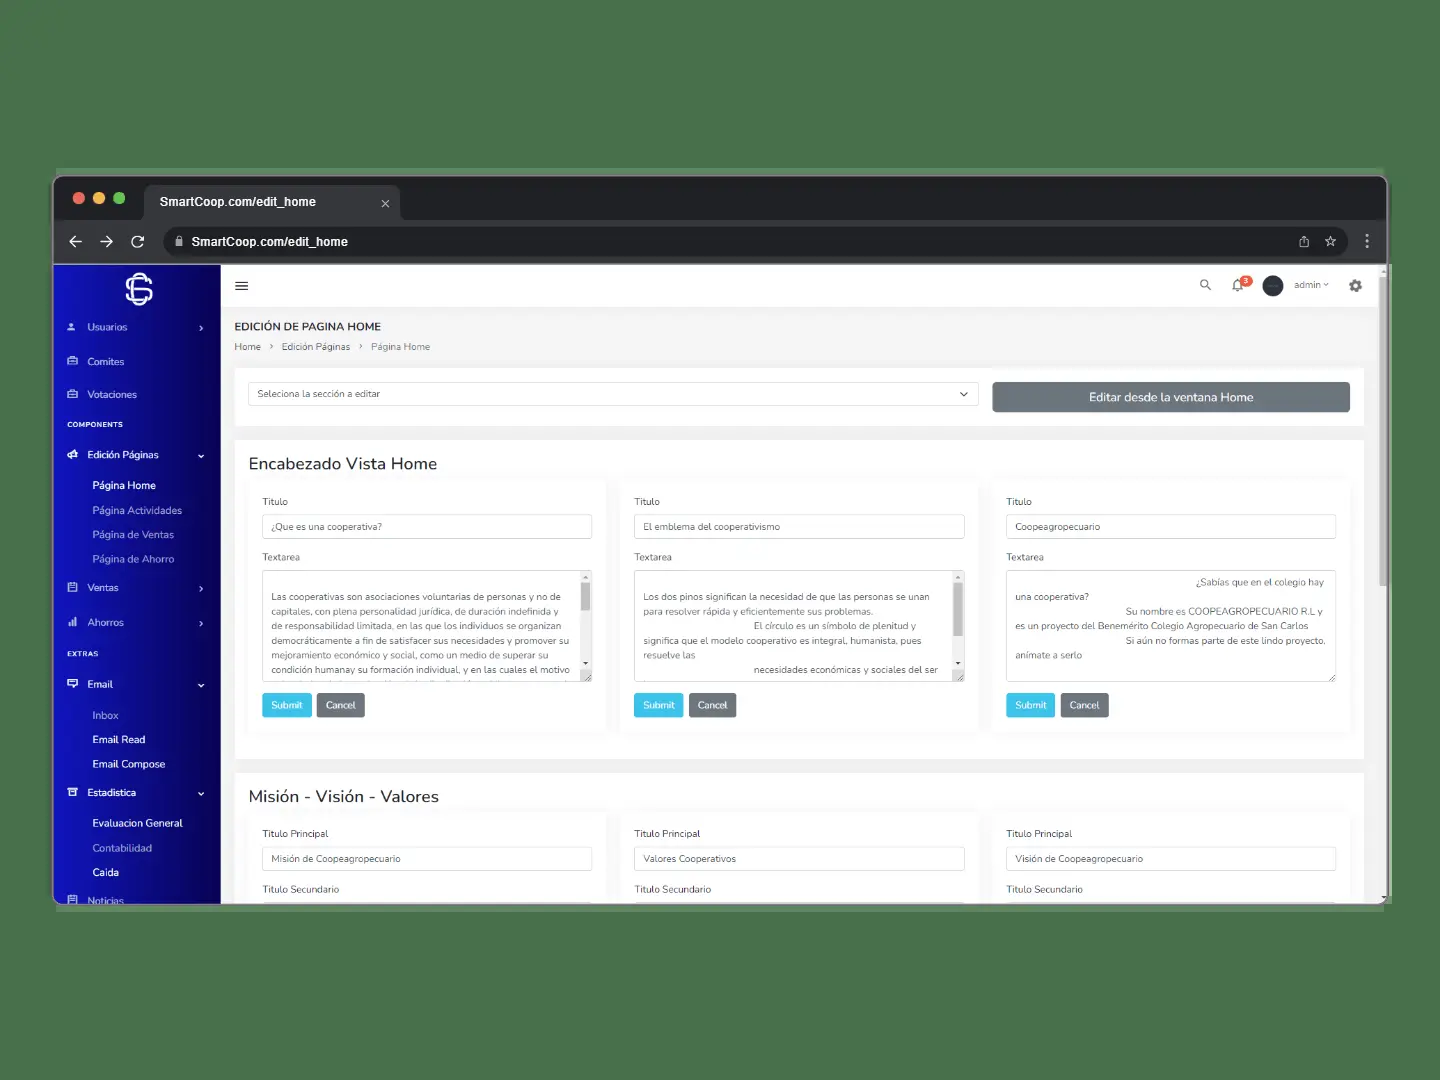 SmartCoop.com/edit_home
SmartCoop.com/edit_home
Usuarios
Comites
Votaciones
COMPONENTS
Edición Páginas
Página Home
Página Actividades
Página de Ventas
Página de Ahorro
Ventas
Ahorros
EXTRAS
Email
Inbox
Email Read
Email Compose
Estadistica
Evaluacion General
Contabilidad
Caida
Noticias
3
admin
EDICIÓN DE PAGINA HOME
Home > Edición Páginas > Página Home
Seleciona la sección a editar
Editar desde la ventana Home
Encabezado Vista Home
Titulo
¿Que es una cooperativa?
Textarea
Las cooperativas son asociaciones voluntarias de personas y no de
capitales, con plena personalidad jurídica, de duración indefinida y
de responsabilidad limitada, en las que los individuos se organizan
democráticamente a fin de satisfacer sus necesidades y promover su
mejoramiento económico y social, como un medio de superar su
condición humanay su formación individual, y en las cuales el motivo
Submit
Cancel
Titulo
El emblema del cooperativismo
Textarea
Los dos pinos significan la necesidad de que las personas se unan
para resolver rápida y eficientemente sus problemas.
El círculo es un símbolo de plenitud y
significa que el modelo cooperativo es integral, humanista, pues
resuelve las
necesidades económicas y sociales del ser
Submit
Cancel
Titulo
Coopeagropecuario
Textarea
¿Sabías que en el colegio hay
una cooperativa?
Su nombre es COOPEAGROPECUARIO R.L y
es un proyecto del Benemérito Colegio Agropecuario de San Carlos
Si aún no formas parte de este lindo proyecto,
anímate a serlo
Submit
Cancel
Misión - Visión - Valores
Titulo Principal
Misión de Coopeagropecuario
Titulo Secundario
Titulo Principal
Valores Cooperativos
Titulo Secundario
Titulo Principal
Visión de Coopeagropecuario
Titulo Secundario